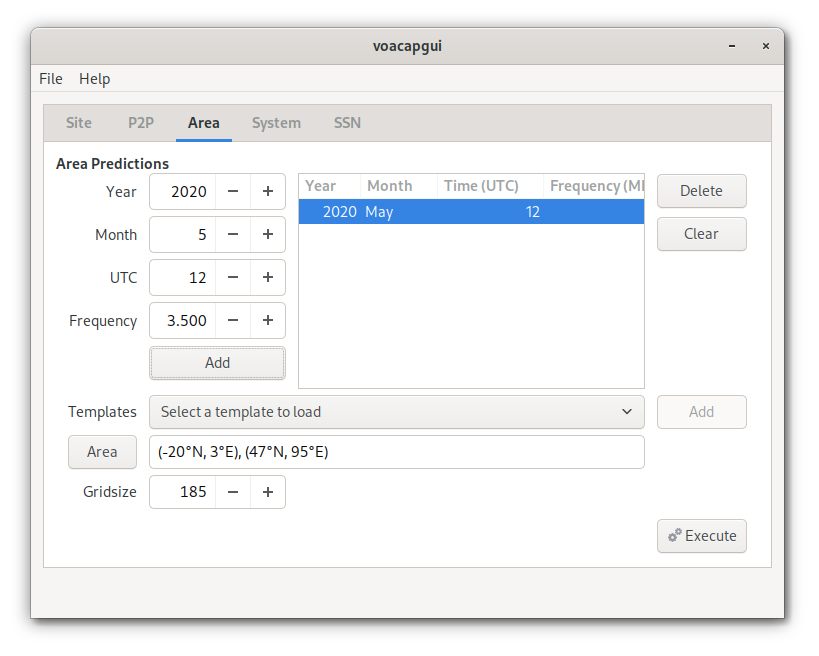 voacapgui
File Help
Site P2P Area System SSN
Area Predictions
Year 2020
Month 5
UTC 12
Frequency 3.500
Add
Year Month Time (UTC) Frequency (M
2020 May 12
Delete
Clear
Templates Select a template to load Add
Area (-20°N, 3°E), (47°N, 95°E)
Gridsize 185
Execute